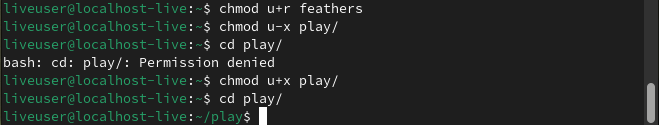 liveuser@localhost-live:~$ chmod u+r feathers
liveuser@localhost-live:~$ chmod u-x play/
liveuser@localhost-live:~$ cd play/
bash: cd: play/: Permission denied
liveuser@localhost-live:~$ chmod u+x play/
liveuser@localhost-live:~$ cd play/
liveuser@localhost-live:~/play$